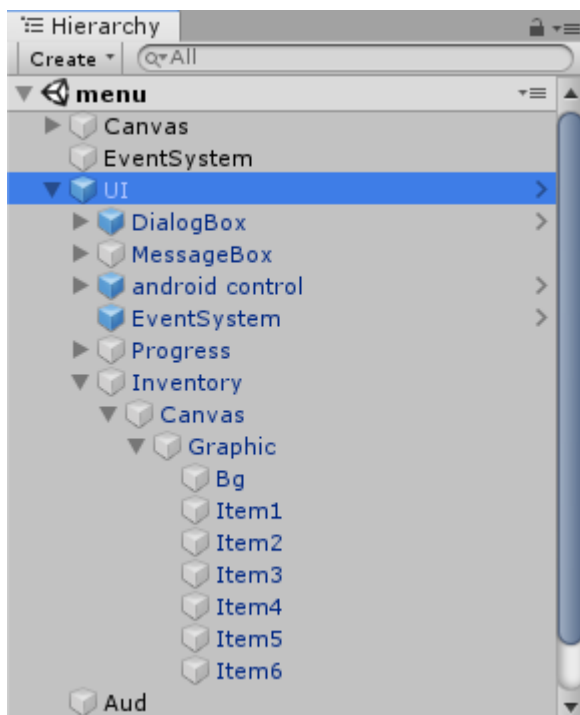 Hierarchy
Create All
menu
Canvas
EventSystem
UI
DialogBox
MessageBox
android control
EventSystem
Progress
Inventory
Canvas
Graphic
Bg
Item1
Item2
Item3
Item4
Item5
Item6
Aud